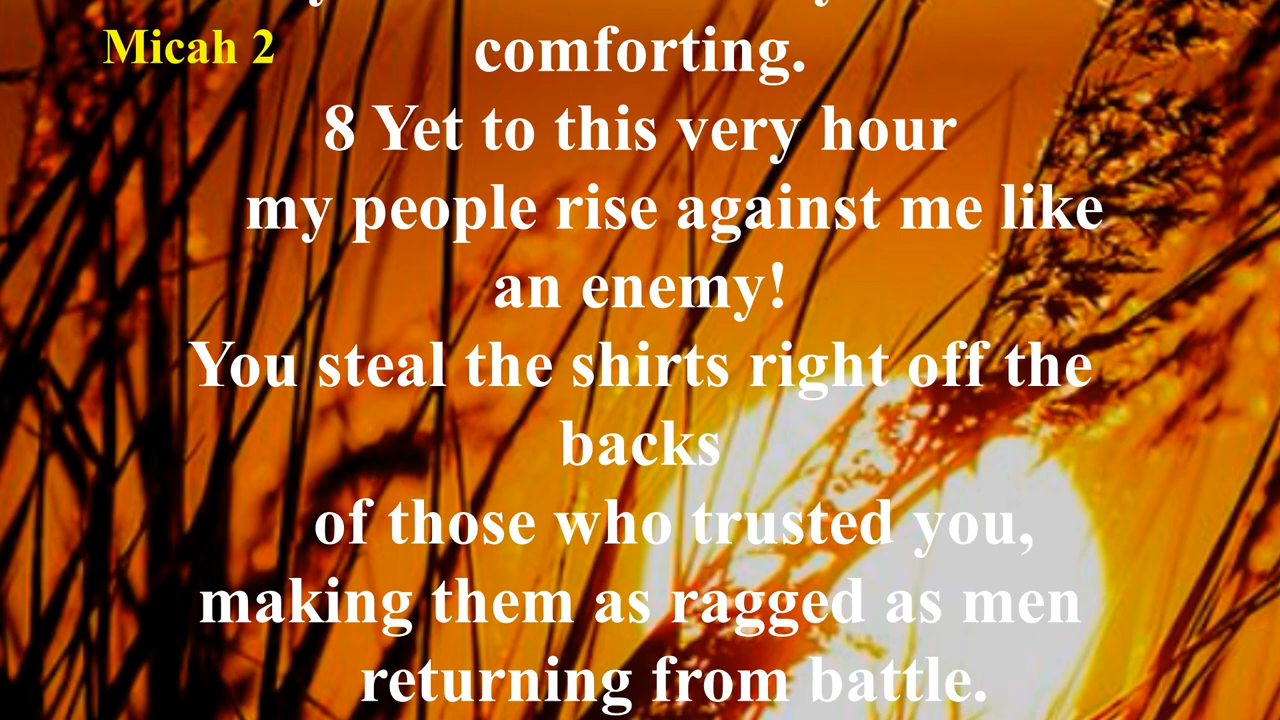 Micah 2
comforting.
8 Yet to this very hour
my people rise against me like
an enemy!
You steal the shirts right off the
backs
of those who trusted you,
making them as ragged as men
returning from battle.